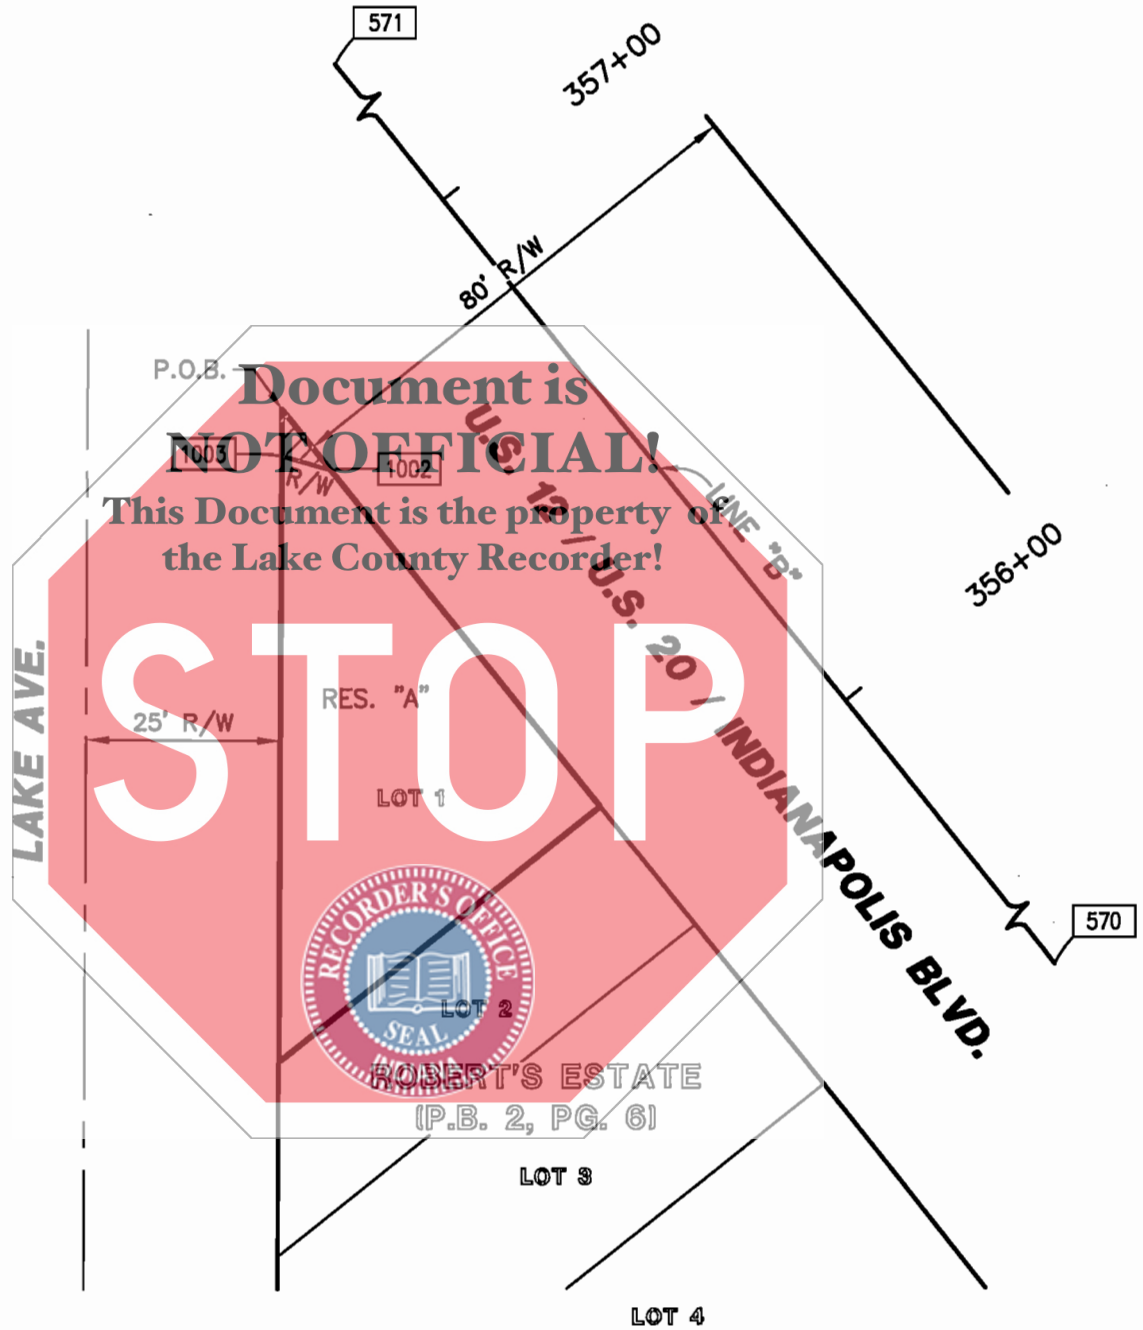 571
357+00
80' R/W
P.O.B.
Document is
NOT OFFICIAL!
1003
1002
R/W
This Document is the property of
the Lake County Recorder!
U.S. 12 / U.S. 20 / INDIANAPOLIS BLVD.
LINE "B"
356+00
STOP
LAKE AVE.
RES. "A"
25' R/W
LOT 1
RECORDER'S OFFICE
SEAL
INDIANA
LOT 2
570
ROBERT'S ESTATE
(P.B. 2, PG. 6)
LOT 3
LOT 4